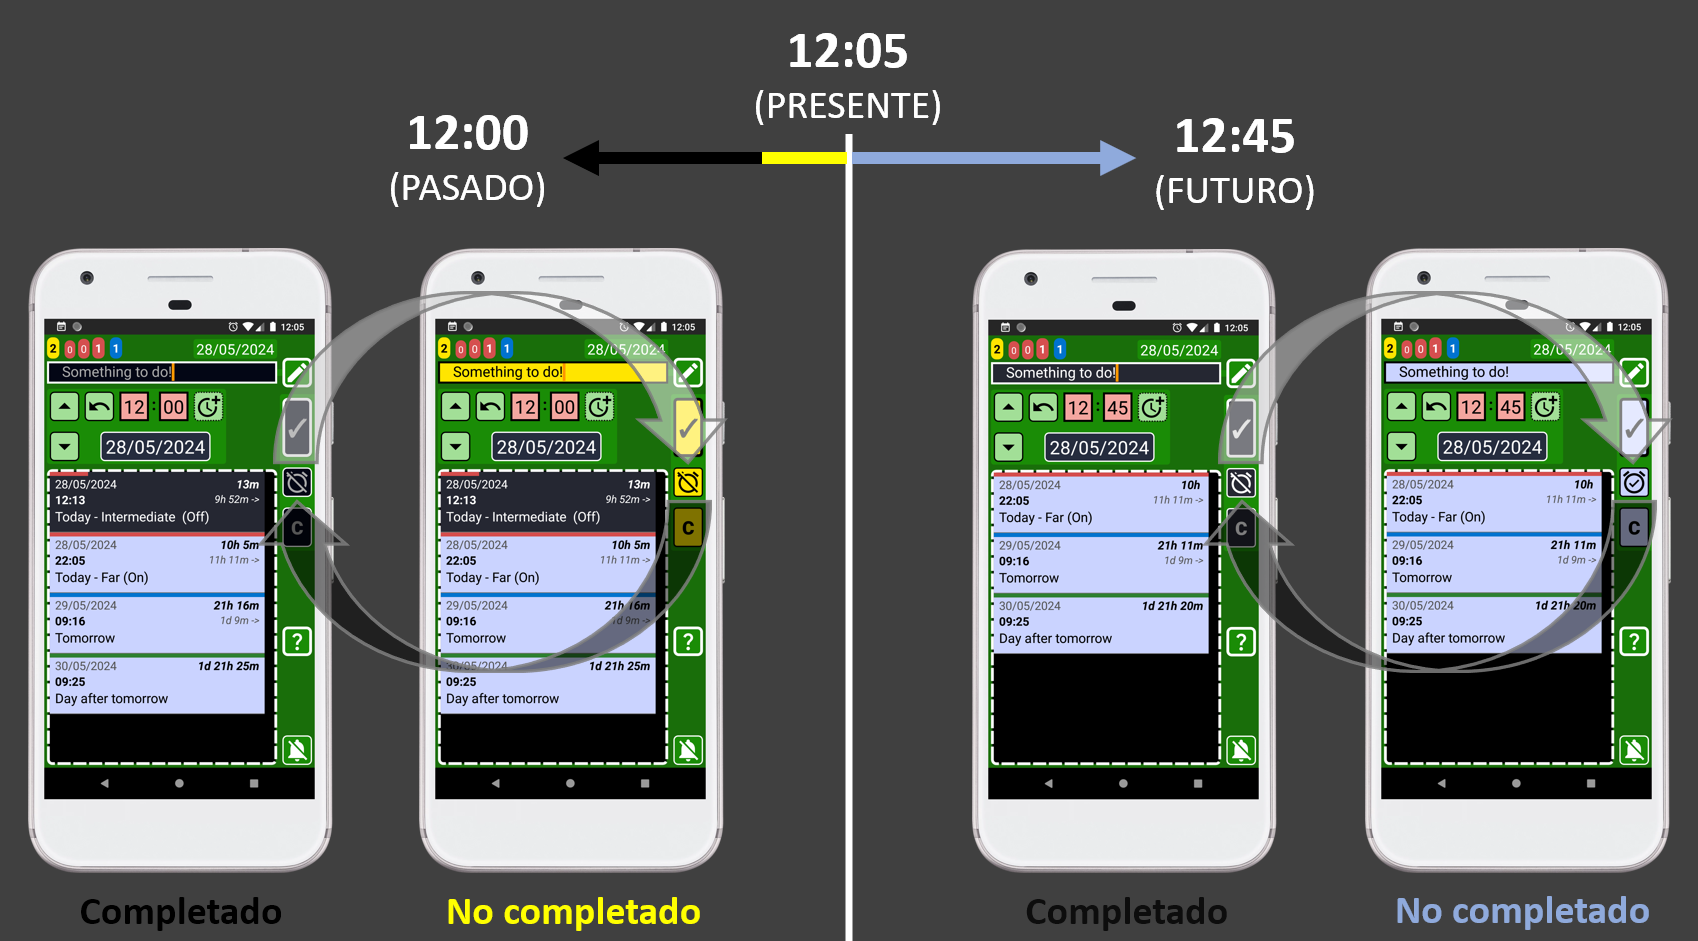 12:05
(PRESENTE)
12:00
(PASADO)
12:45
(FUTURO)
12:05
2 0 0 1 1
28/05/2024
Something to do!
12 : 00
28/05/2024
28/05/2024 13m
12:13 9h 52m ->
Today - Intermediate (Off)
28/05/2024 10h 5m
22:05 11h 11m ->
Today - Far (On)
29/05/2024 21h 16m
09:16 1d 9m ->
Tomorrow
30/05/2024 1d 21h 25m
09:25
Day after tomorrow
C
?
Completado
12:05
2 0 0 1 1
28/05/2024
Something to do!
12 : 00
28/05/2024
28/05/2024 13m
12:13 9h 52m ->
Today - Intermediate (Off)
28/05/2024 10h 5m
22:05 11h 11m ->
Today - Far (On)
29/05/2024 21h 16m
09:16 1d 9m ->
Tomorrow
30/05/2024 1d 21h 25m
09:25
Day after tomorrow
C
?
No completado
12:05
2 0 0 1 1
28/05/2024
Something to do!
12 : 45
28/05/2024
28/05/2024 10h
22:05 11h 11m ->
Today - Far (On)
29/05/2024 21h 11m
09:16 1d 9m ->
Tomorrow
30/05/2024 1d 21h 20m
09:25
Day after tomorrow
C
?
Completado
12:05
2 0 0 1 1
28/05/2024
Something to do!
12 : 45
28/05/2024
28/05/2024 10h
22:05 11h 11m ->
Today - Far (On)
29/05/2024 21h 11m
09:16 1d 9m ->
Tomorrow
30/05/2024 1d 21h 20m
09:25
Day after tomorrow
C
?
No completado